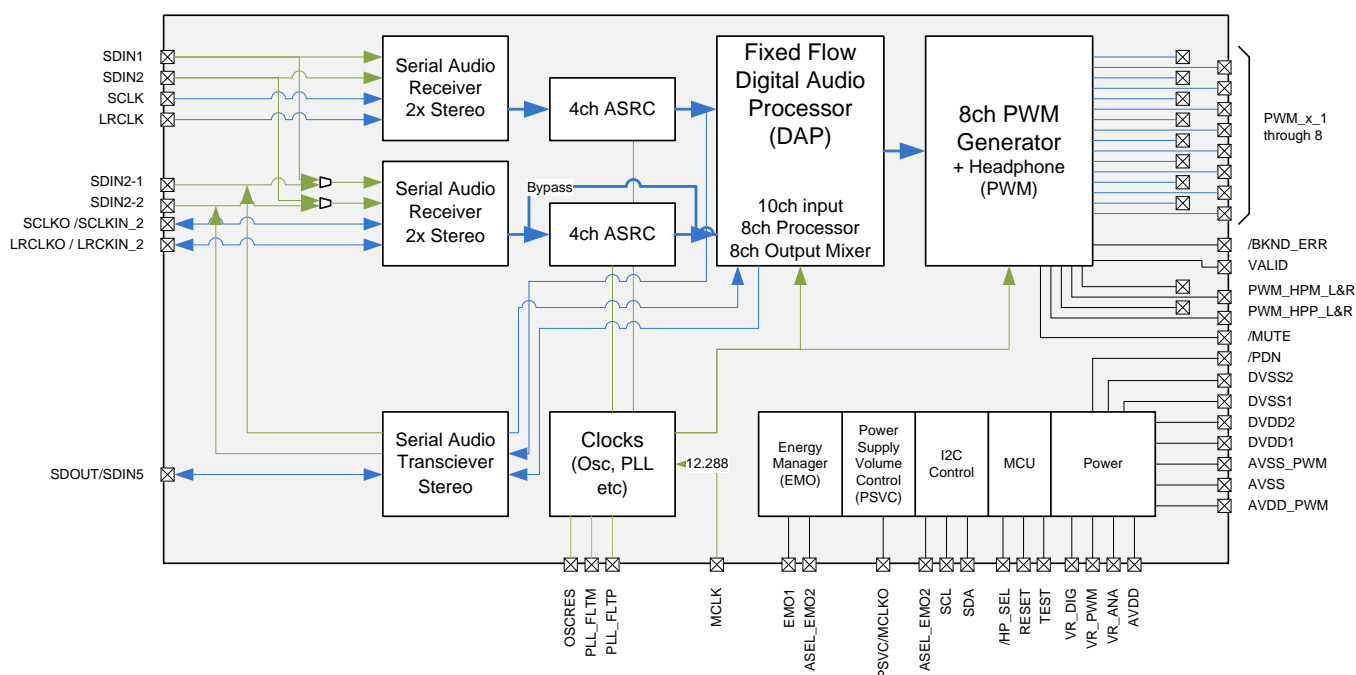 SDIN1
SDIN2
SCLK
LRCLK
SDIN2-1
SDIN2-2
SCLKO /SCLKIN_2
LRCLKO / LRCKIN_2
SDOUT/SDIN5
Serial Audio
Receiver
2x Stereo
4ch ASRC
Serial Audio
Receiver
2x Stereo
Bypass
4ch ASRC
Fixed Flow
Digital Audio
Processor
(DAP)
10ch input
8ch Processor
8ch Output Mixer
8ch PWM
Generator
+ Headphone
(PWM)
PWM_x_1
through 8
/BKND_ERR
VALID
PWM_HPM_L&R
PWM_HPP_L&R
/MUTE
/PDN
DVSS2
DVSS1
DVDD2
DVDD1
AVSS_PWM
AVSS
AVDD_PWM
Serial Audio
Transciever
Stereo
Clocks
(Osc, PLL
etc)
12.288
Energy
Manager
(EMO)
Power
Supply
Volume
Control
(PSVC)
I2C
Control
MCU
Power
OSCRES
PLL_FLTM
PLL_FLTP
MCLK
EMO1
ASEL_EMO2
PSVC/MCLKO
ASEL_EMO2
SCL
SDA
/HP_SEL
RESET
TEST
VR_DIG
VR_PWM
VR_ANA
AVDD